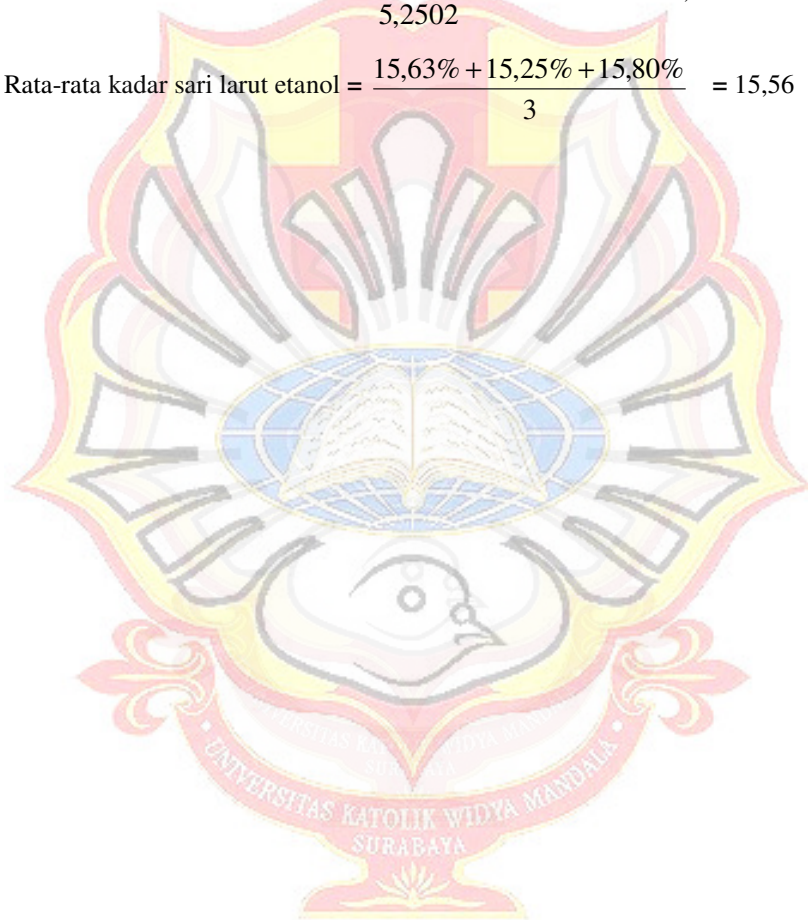 5,2502
Rata-rata kadar sari larut etanol = 15,63% + 15,25% + 15,80% / 3 = 15,56
UNIVERSITAS KATOLIK WIDYA MANDALA
SURABAYA